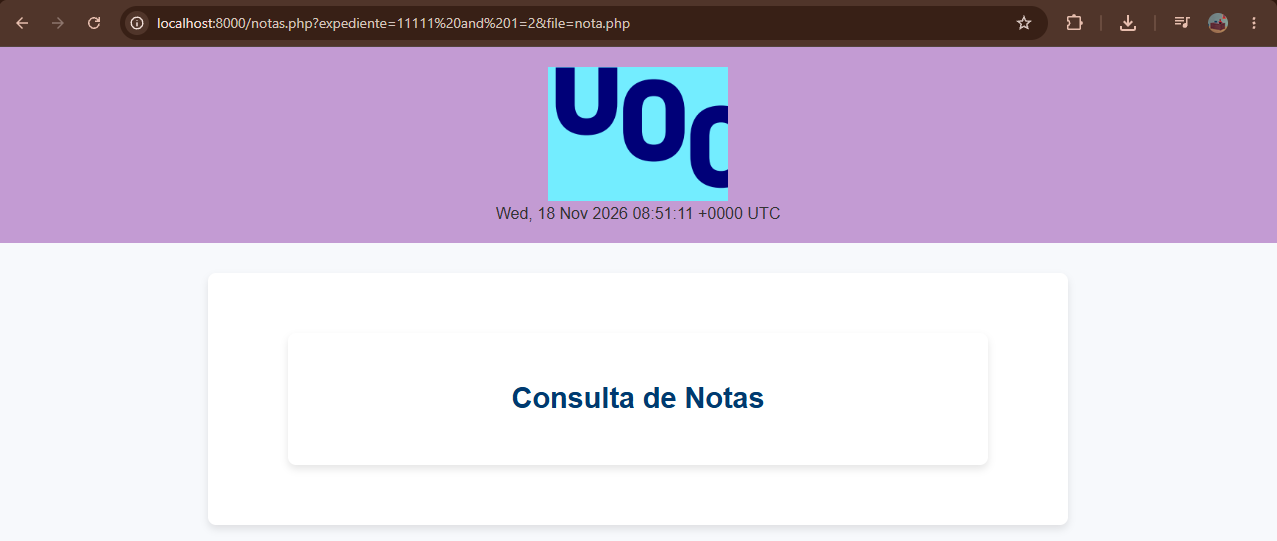 localhost:8000/notas.php?expediente=11111%20and%201=2&file=nota.php
UOC
Wed, 18 Nov 2026 08:51:11 +0000 UTC
Consulta de Notas